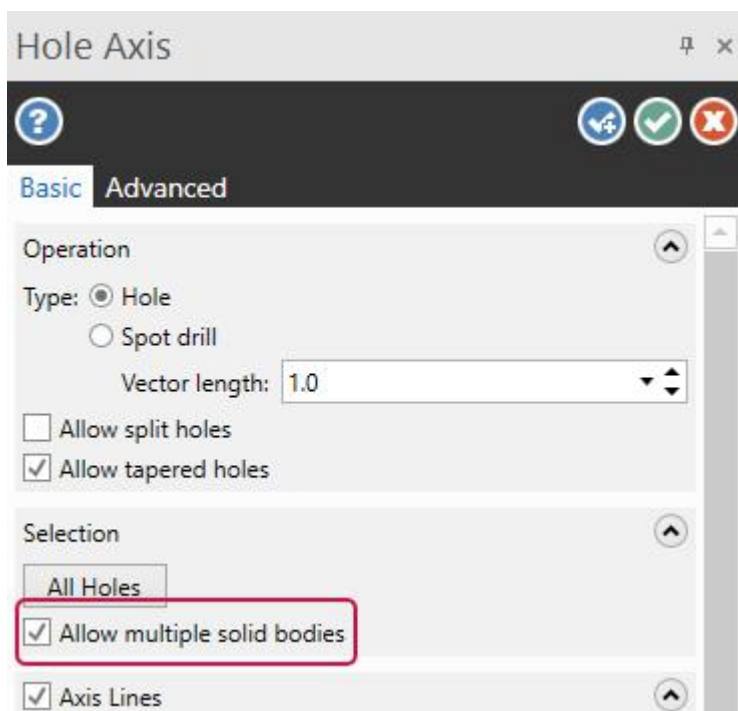 Hole Axis
?
Basic Advanced
Operation
Type: Hole
Spot drill
Vector length: 1.0
Allow split holes
Allow tapered holes
Selection
All Holes
Allow multiple solid bodies
Axis Lines